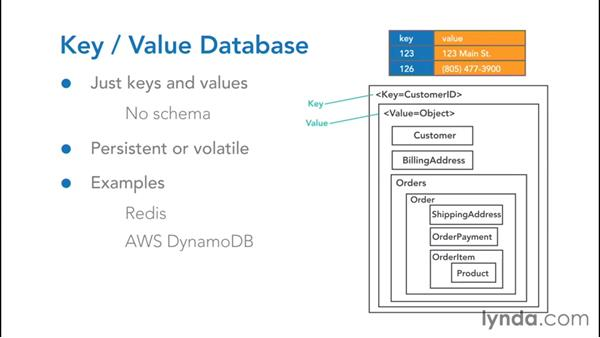 Key / Value Database
Just keys and values
No schema
Persistent or volatile
Examples
Redis
AWS DynamoDB
key value
123 123 Main St.
126 (805) 477-3900
Key
Value
<Key=CustomerID>
<Value=Object>
Customer
BillingAddress
Orders
Order
ShippingAddress
OrderPayment
OrderItem
Product
lynda.com